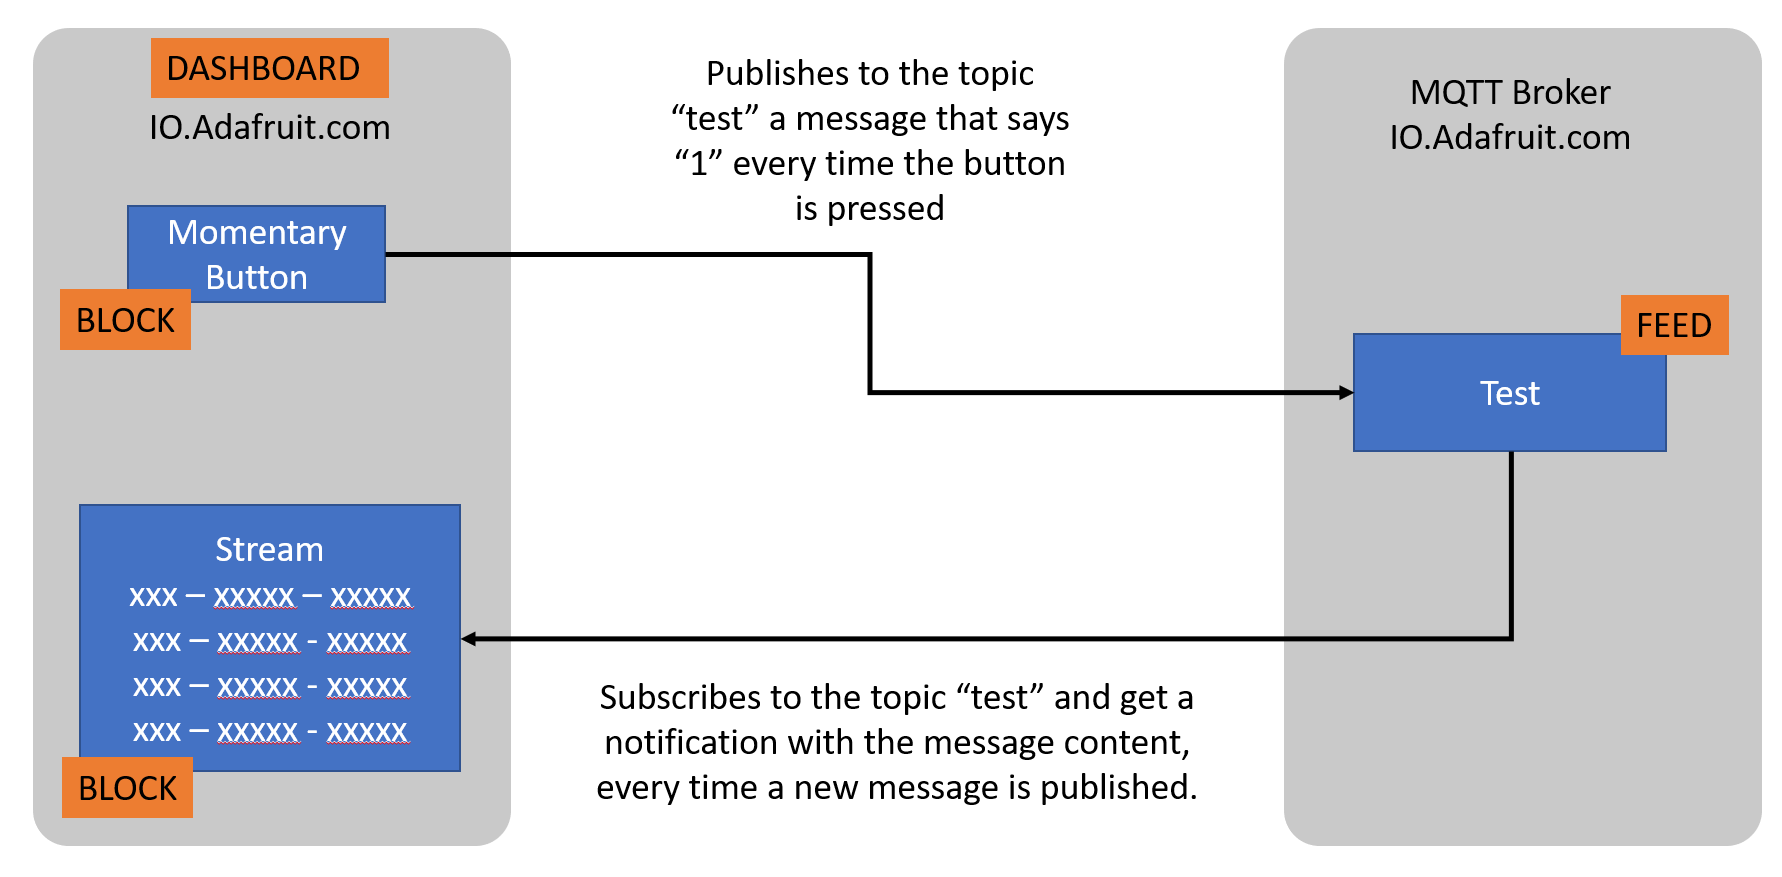 DASHBOARD
IO.Adafruit.com
Momentary
Button
BLOCK
Stream
xxx – xxxxx – xxxxx
xxx – xxxxx - xxxxx
xxx – xxxxx - xxxxx
xxx – xxxxx - xxxxx
BLOCK
Publishes to the topic
“test” a message that says
“1” every time the button
is pressed
Subscribes to the topic “test” and get a
notification with the message content,
every time a new message is published.
MQTT Broker
IO.Adafruit.com
FEED
Test